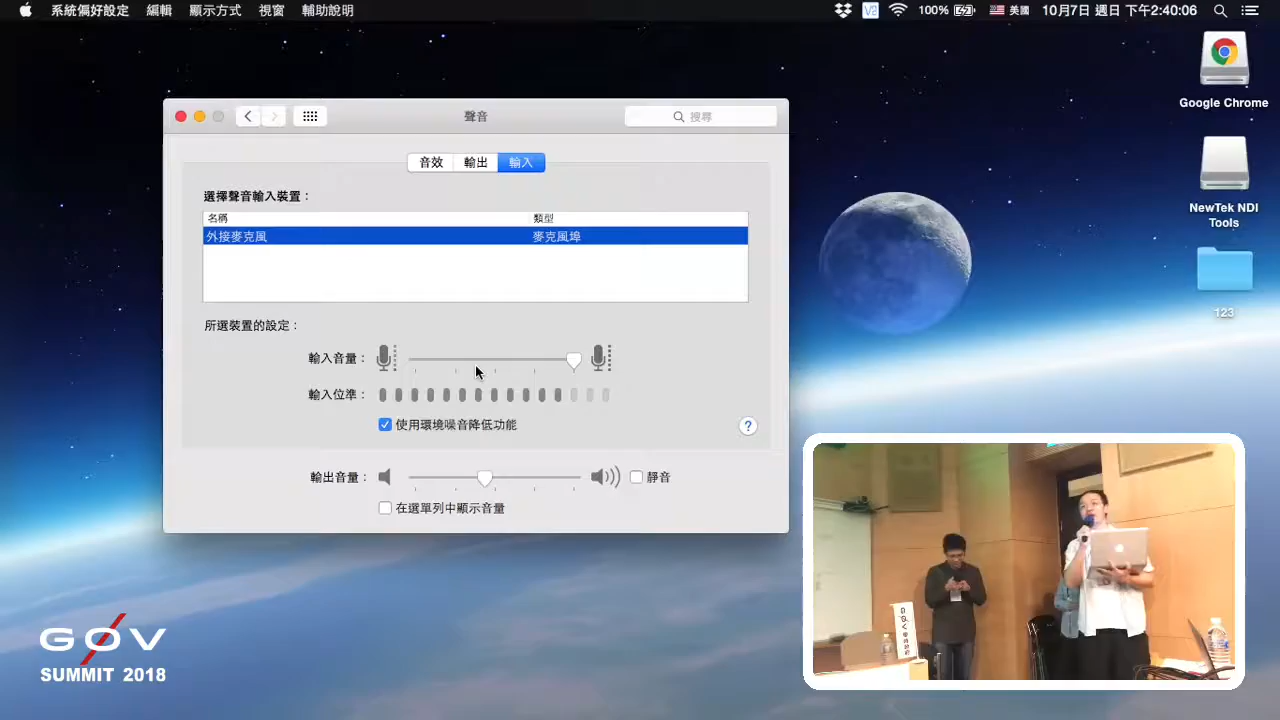 系統偏好設定 編輯 顯示方式 視窗 輔助說明
V2 100% 美國 10月7日 週日 下午2:40:06
聲音
搜尋
音效 輸出 輸入
選擇聲音輸入裝置：
名稱 類型
外接麥克風 麥克風埠
所選裝置的設定：
輸入音量：
輸入位準：
使用環境噪音降低功能
?
輸出音量： 靜音
在選單列中顯示音量
Google Chrome
NewTek NDI
Tools
123
G0V
SUMMIT 2018